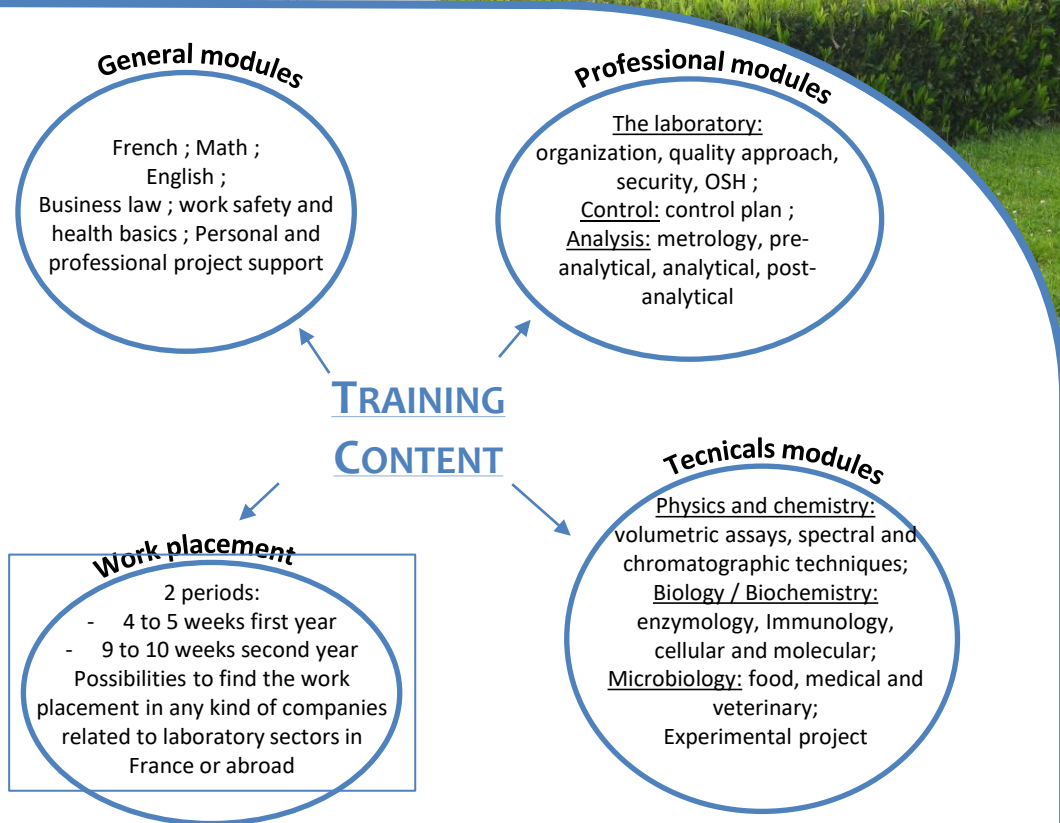 General modules
French ; Math ;
English ;
Business law ; work safety and
health basics ; Personal and
professional project support
Professional modules
The laboratory:
organization, quality approach,
security, OSH ;
Control: control plan ;
Analysis: metrology, pre-
analytical, analytical, post-
analytical
TRAINING
CONTENT
Work placement
2 periods:
- 4 to 5 weeks first year
- 9 to 10 weeks second year
Possibilities to find the work
placement in any kind of companies
related to laboratory sectors in
France or abroad
Tecnicals modules
Physics and chemistry:
volumetric assays, spectral and
chromatographic techniques;
Biology / Biochemistry:
enzymology, Immunology,
cellular and molecular;
Microbiology: food, medical and
veterinary;
Experimental project